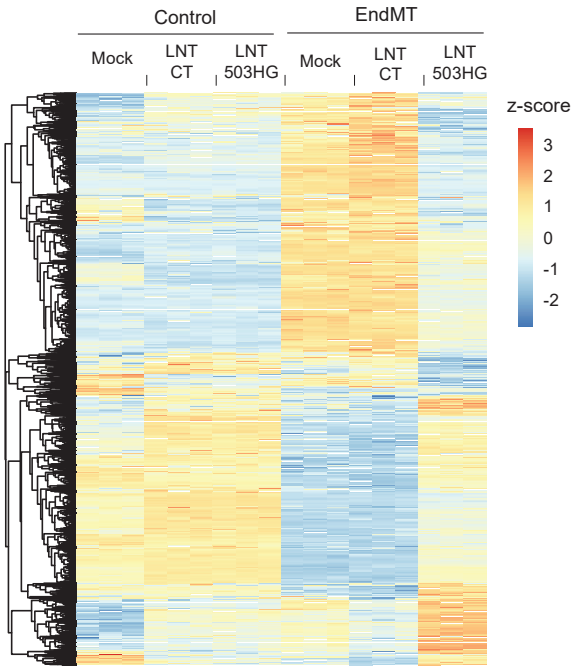 Control EndMT
Mock LNT CT LNT 503HG Mock LNT CT LNT 503HG
z-score
3
2
1
0
-1
-2